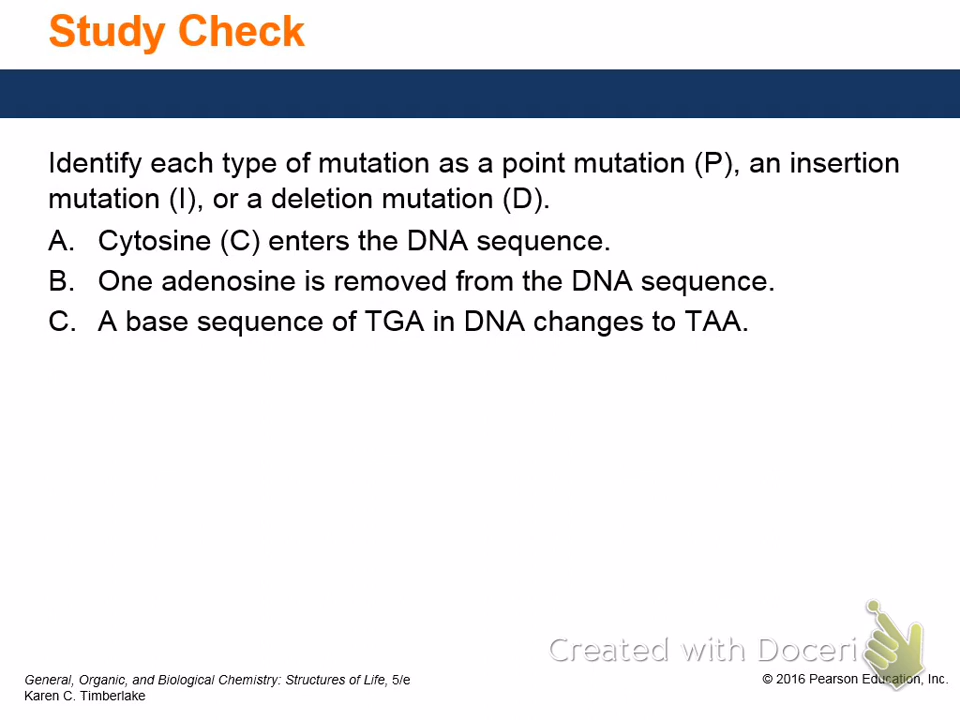 Study Check
Identify each type of mutation as a point mutation (P), an insertion
mutation (I), or a deletion mutation (D).
A. Cytosine (C) enters the DNA sequence.
B. One adenosine is removed from the DNA sequence.
C. A base sequence of TGA in DNA changes to TAA.
Created with Doceri
General, Organic, and Biological Chemistry: Structures of Life, 5/e
Karen C. Timberlake
© 2016 Pearson Education, Inc.